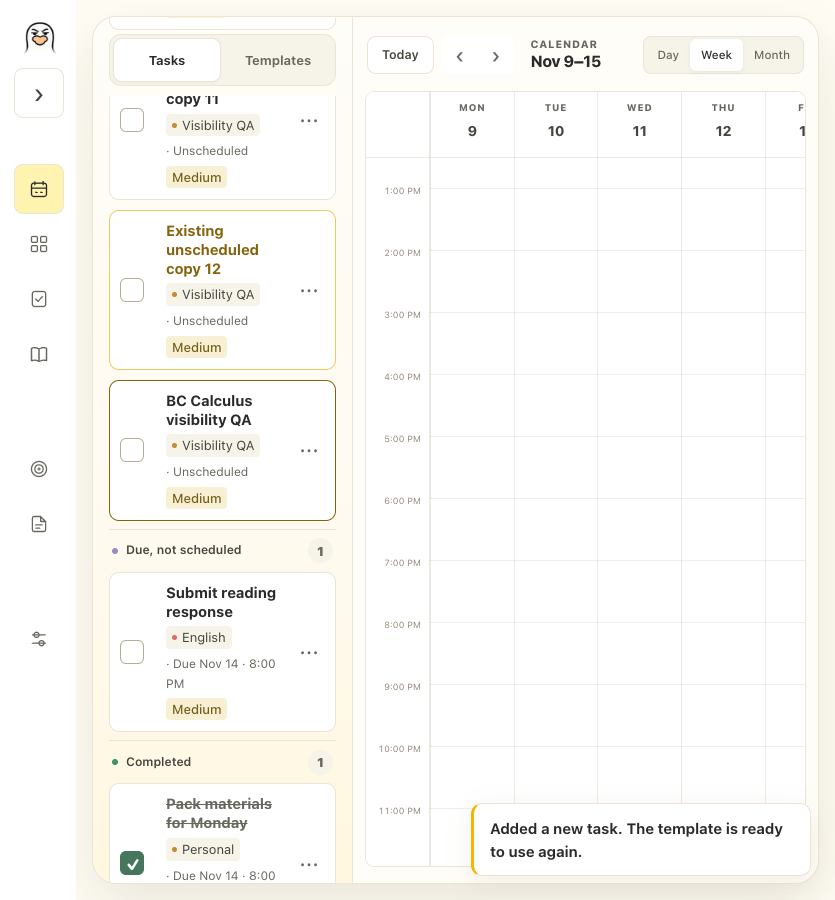 Tasks
Templates
copy 11
Visibility QA
· Unscheduled
Medium
Existing
unscheduled
copy 12
Visibility QA
· Unscheduled
Medium
BC Calculus
visibility QA
Visibility QA
· Unscheduled
Medium
Due, not scheduled
1
Submit reading
response
English
· Due Nov 14 · 8:00
PM
Medium
Completed
1
Pack materials
for Monday
Personal
· Due Nov 14 · 8:00
Today
CALENDAR
Nov 9–15
Day
Week
Month
MON
9
TUE
10
WED
11
THU
12
F
1
1:00 PM
2:00 PM
3:00 PM
4:00 PM
5:00 PM
6:00 PM
7:00 PM
8:00 PM
9:00 PM
10:00 PM
11:00 PM
Added a new task. The template is ready
to use again.